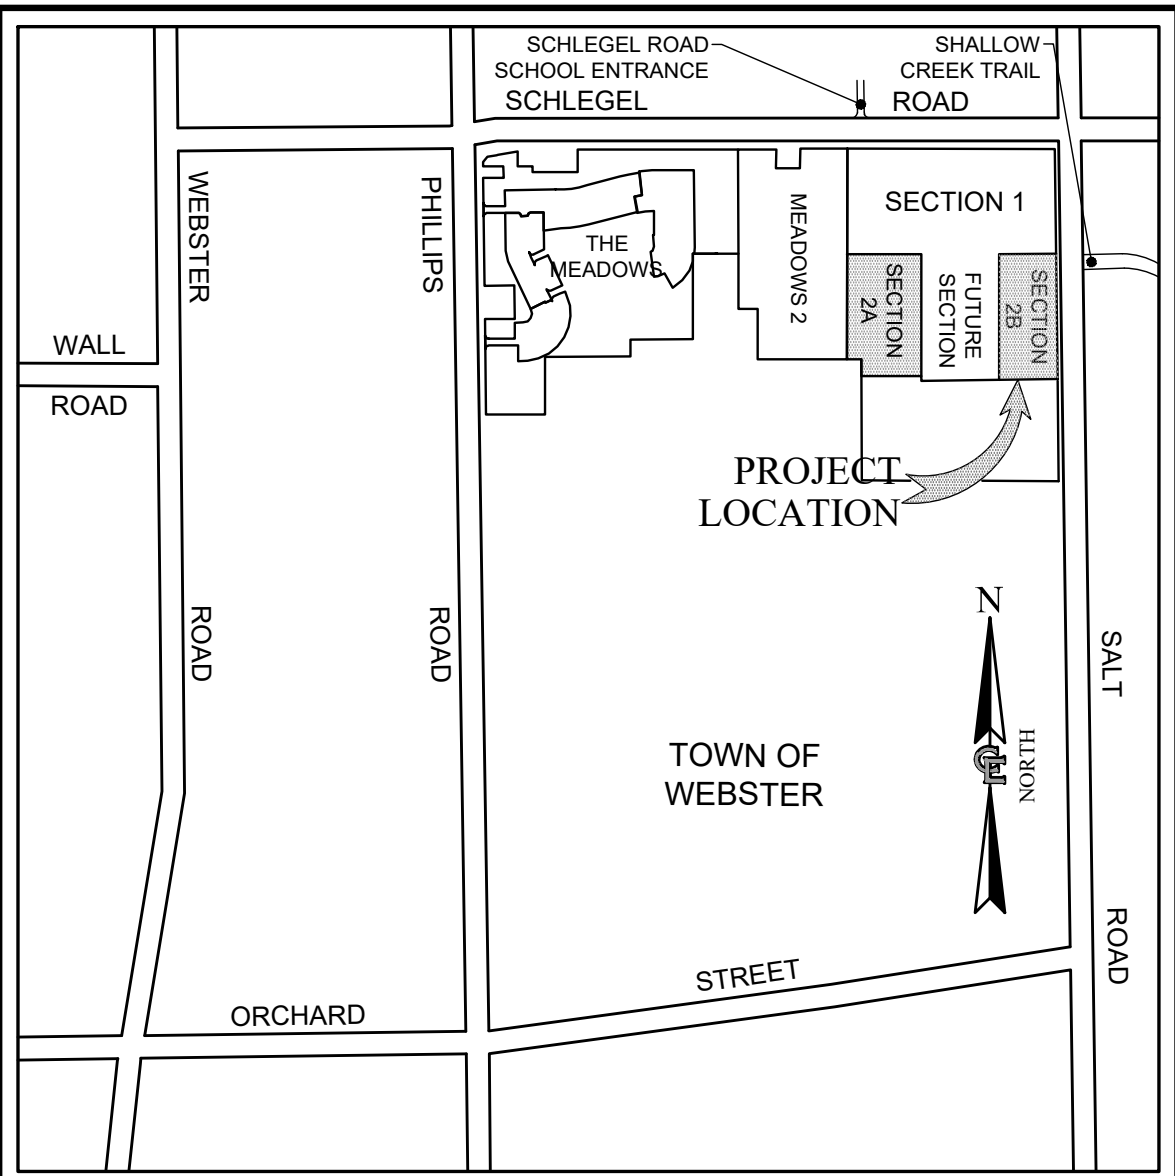 SCHLEGEL ROAD
SCHOOL ENTRANCE
SHALLOW
CREEK TRAIL
SCHLEGEL
ROAD
WEBSTER
PHILLIPS
THE
MEADOWS
MEADOWS 2
SECTION 1
SECTION
2A
FUTURE
SECTION
SECTION
2B
WALL
ROAD
PROJECT
LOCATION
ROAD
ROAD
N
NORTH
CE
SALT
TOWN OF
WEBSTER
ROAD
STREET
ORCHARD